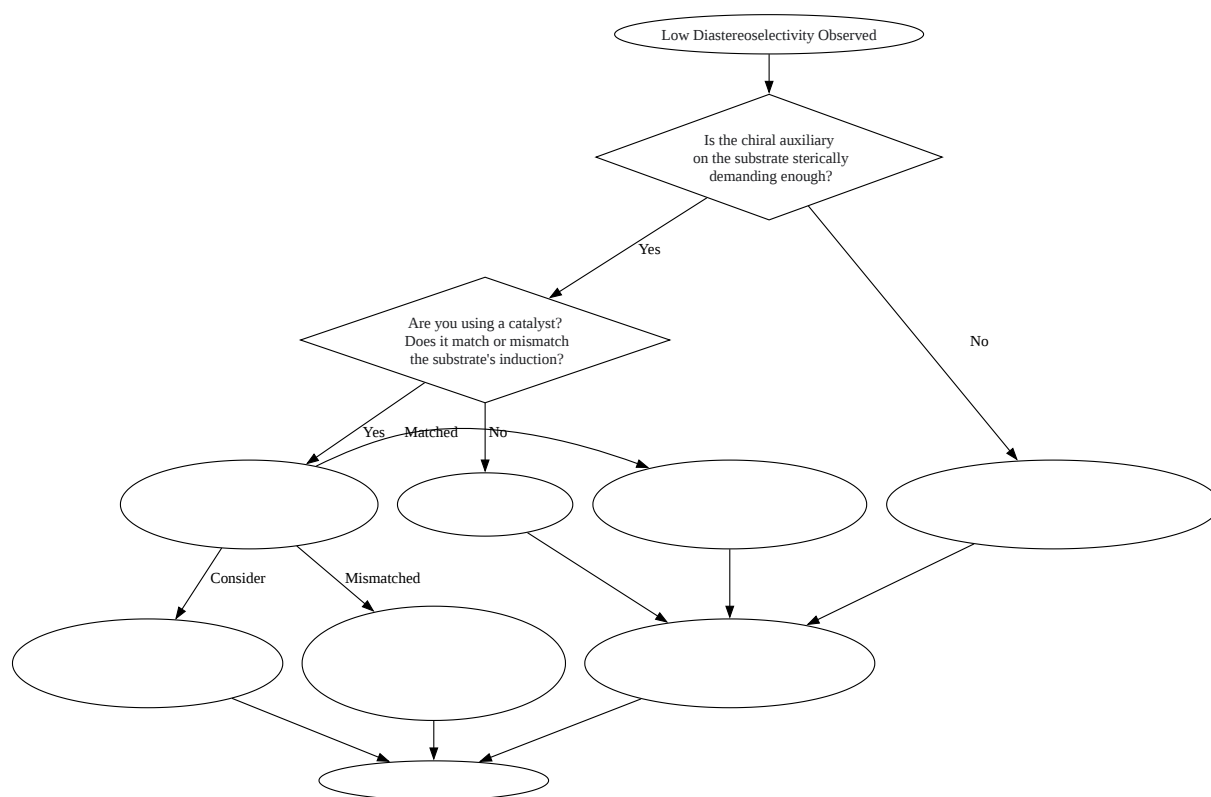 Low Diastereoselectivity Observed
Is the chiral auxiliary
on the substrate sterically
demanding enough?
Yes
Are you using a catalyst?
Does it match or mismatch
the substrate's induction?
No
Yes
Matched
No
Consider
Mismatched